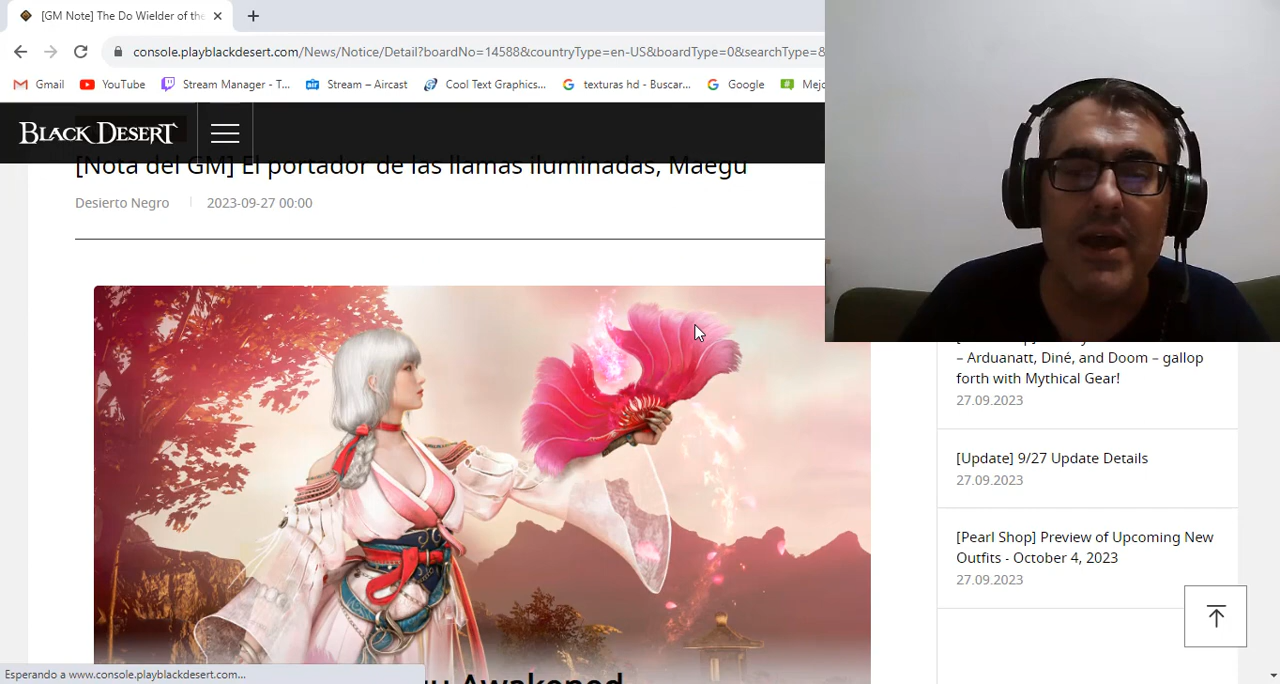 [GM Note] The Do Wielder of the
console.playblackdesert.com/News/Notice/Detail?boardNo=14588&countryType=en-US&boardType=0&searchType=&
Gmail
YouTube
Stream Manager - T...
Stream – Aircast
Cool Text Graphics...
texturas hd - Buscar...
Google
Mejo
BLACK DESERT
[Nota del GM] El portador de las llamas iluminadas, Maegu
Desierto Negro
2023-09-27 00:00
– Arduanatt, Diné, and Doom – gallop
forth with Mythical Gear!
27.09.2023
[Update] 9/27 Update Details
27.09.2023
[Pearl Shop] Preview of Upcoming New
Outfits - October 4, 2023
27.09.2023
Awakened
Esperando a www.console.playblackdesert.com...